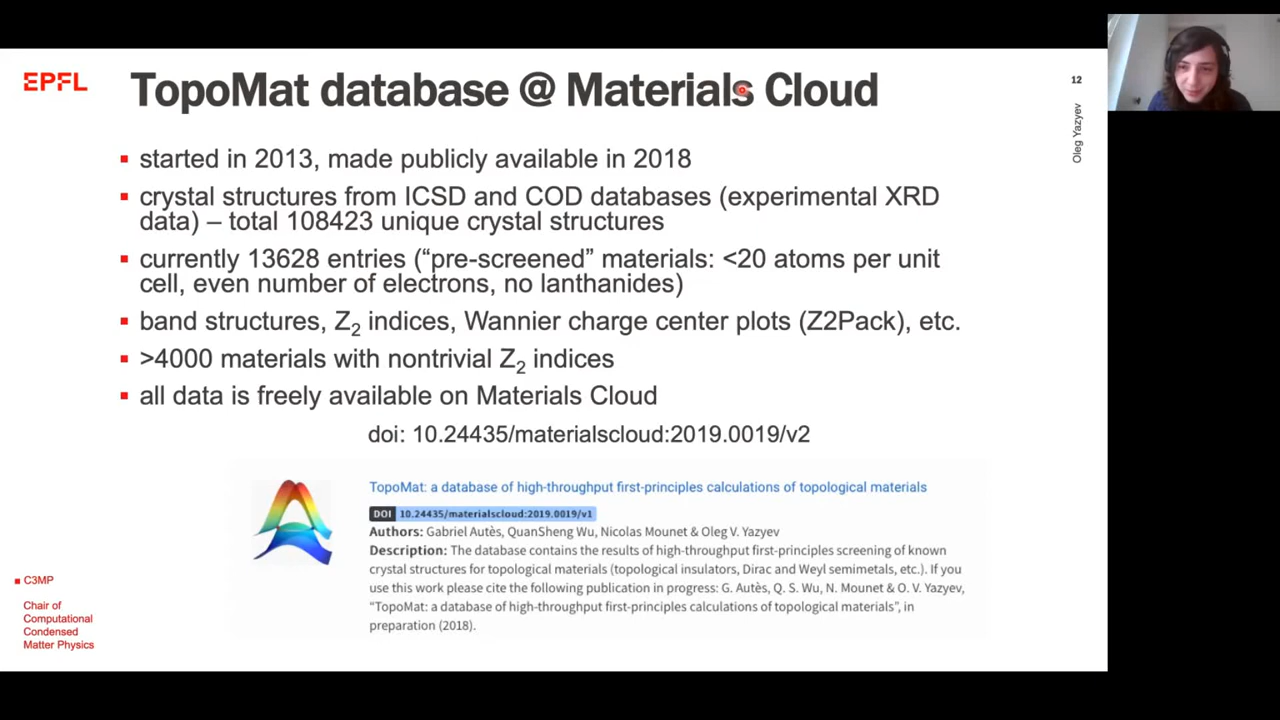 EPFL
TopoMat database @ Materials Cloud
12
Oleg Yazyev
▪ started in 2013, made publicly available in 2018
▪ crystal structures from ICSD and COD databases (experimental XRD
data) – total 108423 unique crystal structures
▪ currently 13628 entries (“pre-screened” materials: <20 atoms per unit
cell, even number of electrons, no lanthanides)
▪ band structures, Z₂ indices, Wannier charge center plots (Z2Pack), etc.
▪ >4000 materials with nontrivial Z₂ indices
▪ all data is freely available on Materials Cloud
doi: 10.24435/materialscloud:2019.0019/v2
TopoMat: a database of high-throughput first-principles calculations of topological materials
DOI 10.24435/materialscloud:2019.0019/v1
Authors: Gabriel Autès, QuanSheng Wu, Nicolas Mounet & Oleg V. Yazyev
Description: The database contains the results of high-throughput first-principles screening of known
crystal structures for topological materials (topological insulators, Dirac and Weyl semimetals, etc.). If you
use this work please cite the following publication in progress: G. Autès, Q. S. Wu, N. Mounet & O. V. Yazyev,
“TopoMat: a database of high-throughput first-principles calculations of topological materials”, in
preparation (2018).
▪ C3MP
Chair of
Computational
Condensed
Matter Physics